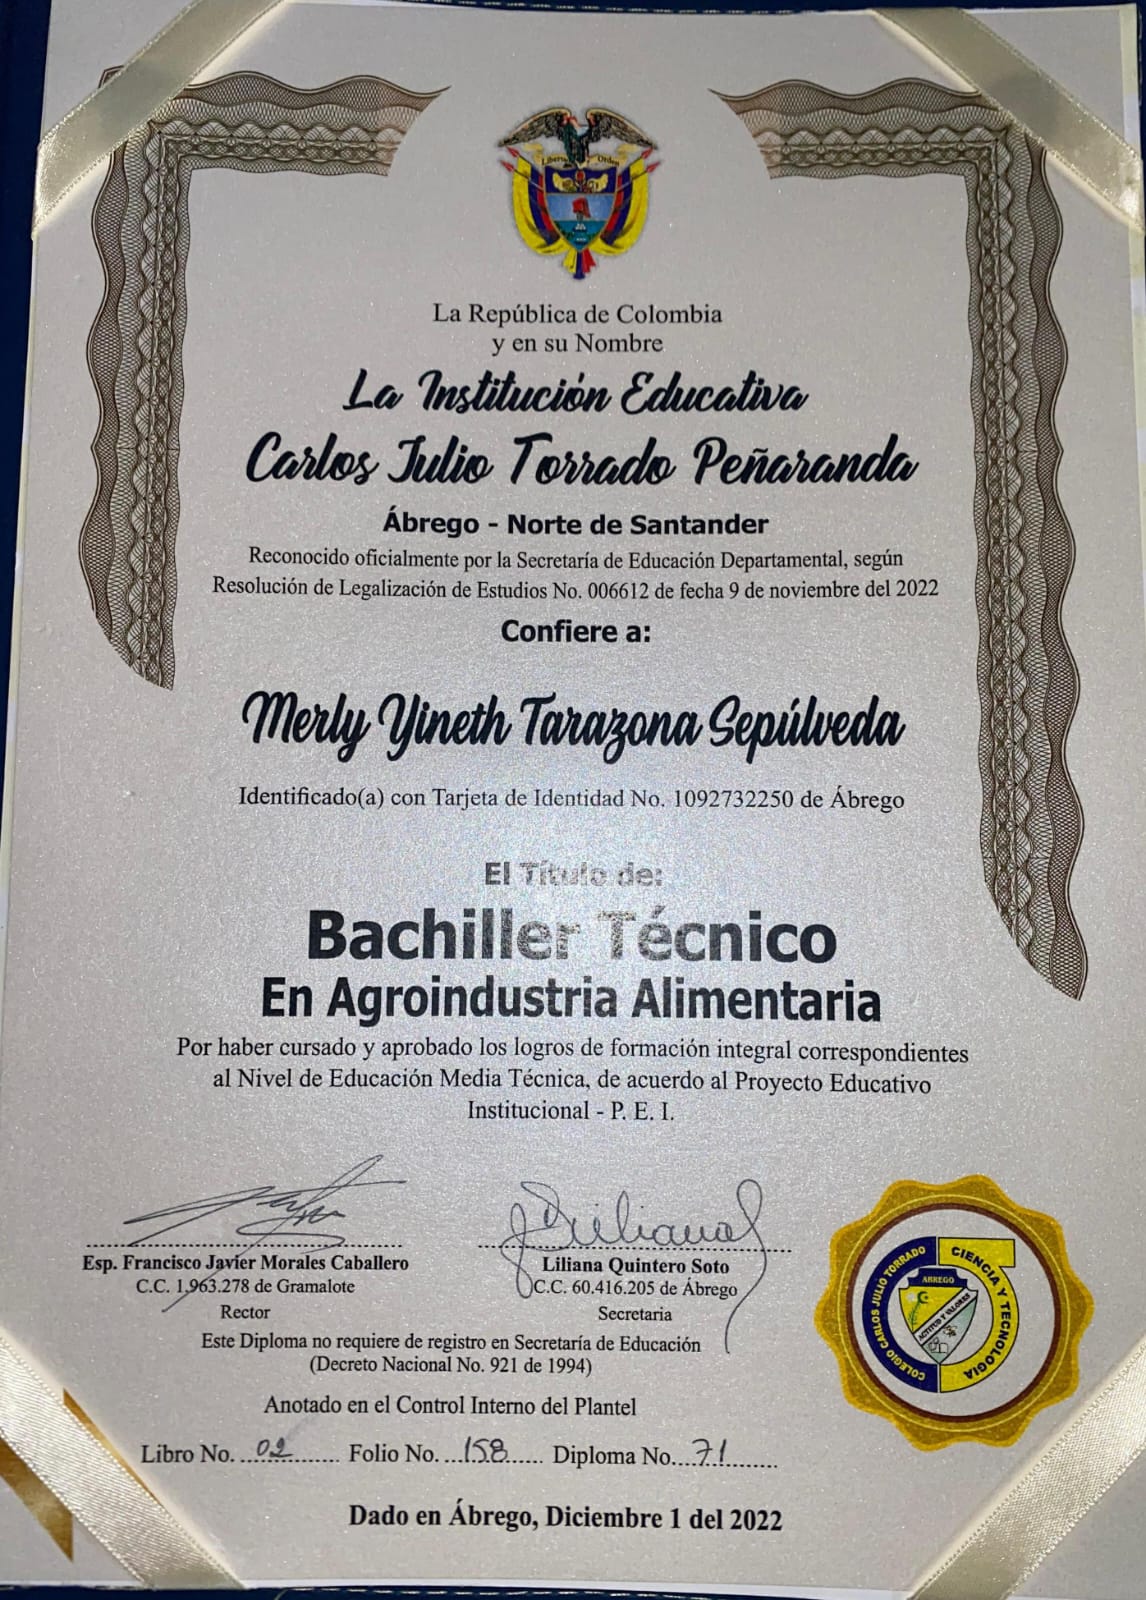 Libertad Orden
La República de Colombia
y en su Nombre
La Institución Educativa
Carlos Julio Torrado Peñaranda
Ábrego - Norte de Santander
Reconocido oficialmente por la Secretaría de Educación Departamental, según
Resolución de Legalización de Estudios No. 006612 de fecha 9 de noviembre del 2022
Confiere a:
Merly Yineth Tarazona Sepúlveda
Identificado(a) con Tarjeta de Identidad No. 1092732250 de Ábrego
El Título de:
Bachiller Técnico
En Agroindustria Alimentaria
Por haber cursado y aprobado los logros de formación integral correspondientes
al Nivel de Educación Media Técnica, de acuerdo al Proyecto Educativo
Institucional - P. E. I.
Esp. Francisco Javier Morales Caballero
C.C. 1.963.278 de Gramalote
Rector
Liliana Quintero Soto
C.C. 60.416.205 de Ábrego
Secretaria
COLEGIO CARLOS JULIO TORRADO
CIENCIA Y TECNOLOGIA
ABREGO
ACTITUD Y VALORES
Este Diploma no requiere de registro en Secretaría de Educación
(Decreto Nacional No. 921 de 1994)
Anotado en el Control Interno del Plantel
Libro No. 02 Folio No. 158 Diploma No. 71
Dado en Ábrego, Diciembre 1 del 2022